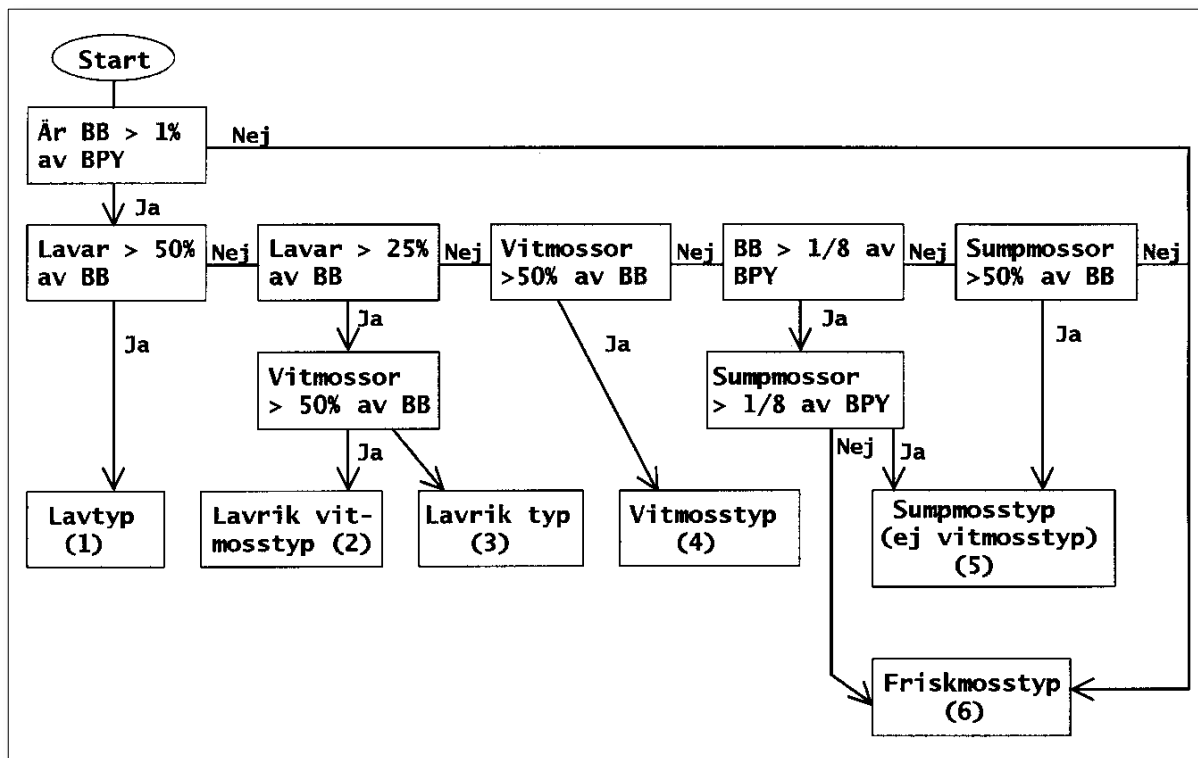 Start
Är BB > 1%
av BPY
Nej
Ja
Lavar > 50%
av BB
Nej
Lavar > 25%
av BB
Nej
Vitmossor
>50% av BB
Nej
BB > 1/8 av
BPY
Nej
Sumpmossor
>50% av BB
Nej
Ja
Ja
Ja
Ja
Ja
Vitmossor
> 50% av BB
Sumpmossor
> 1/8 av BPY
Ja
Nej
Ja
Lavtyp
(1)
Lavrik vit-
mosstyp (2)
Lavrik typ
(3)
Vitmosstyp
(4)
Sumpmosstyp
(ej vitmosstyp)
(5)
Friskmosstyp
(6)